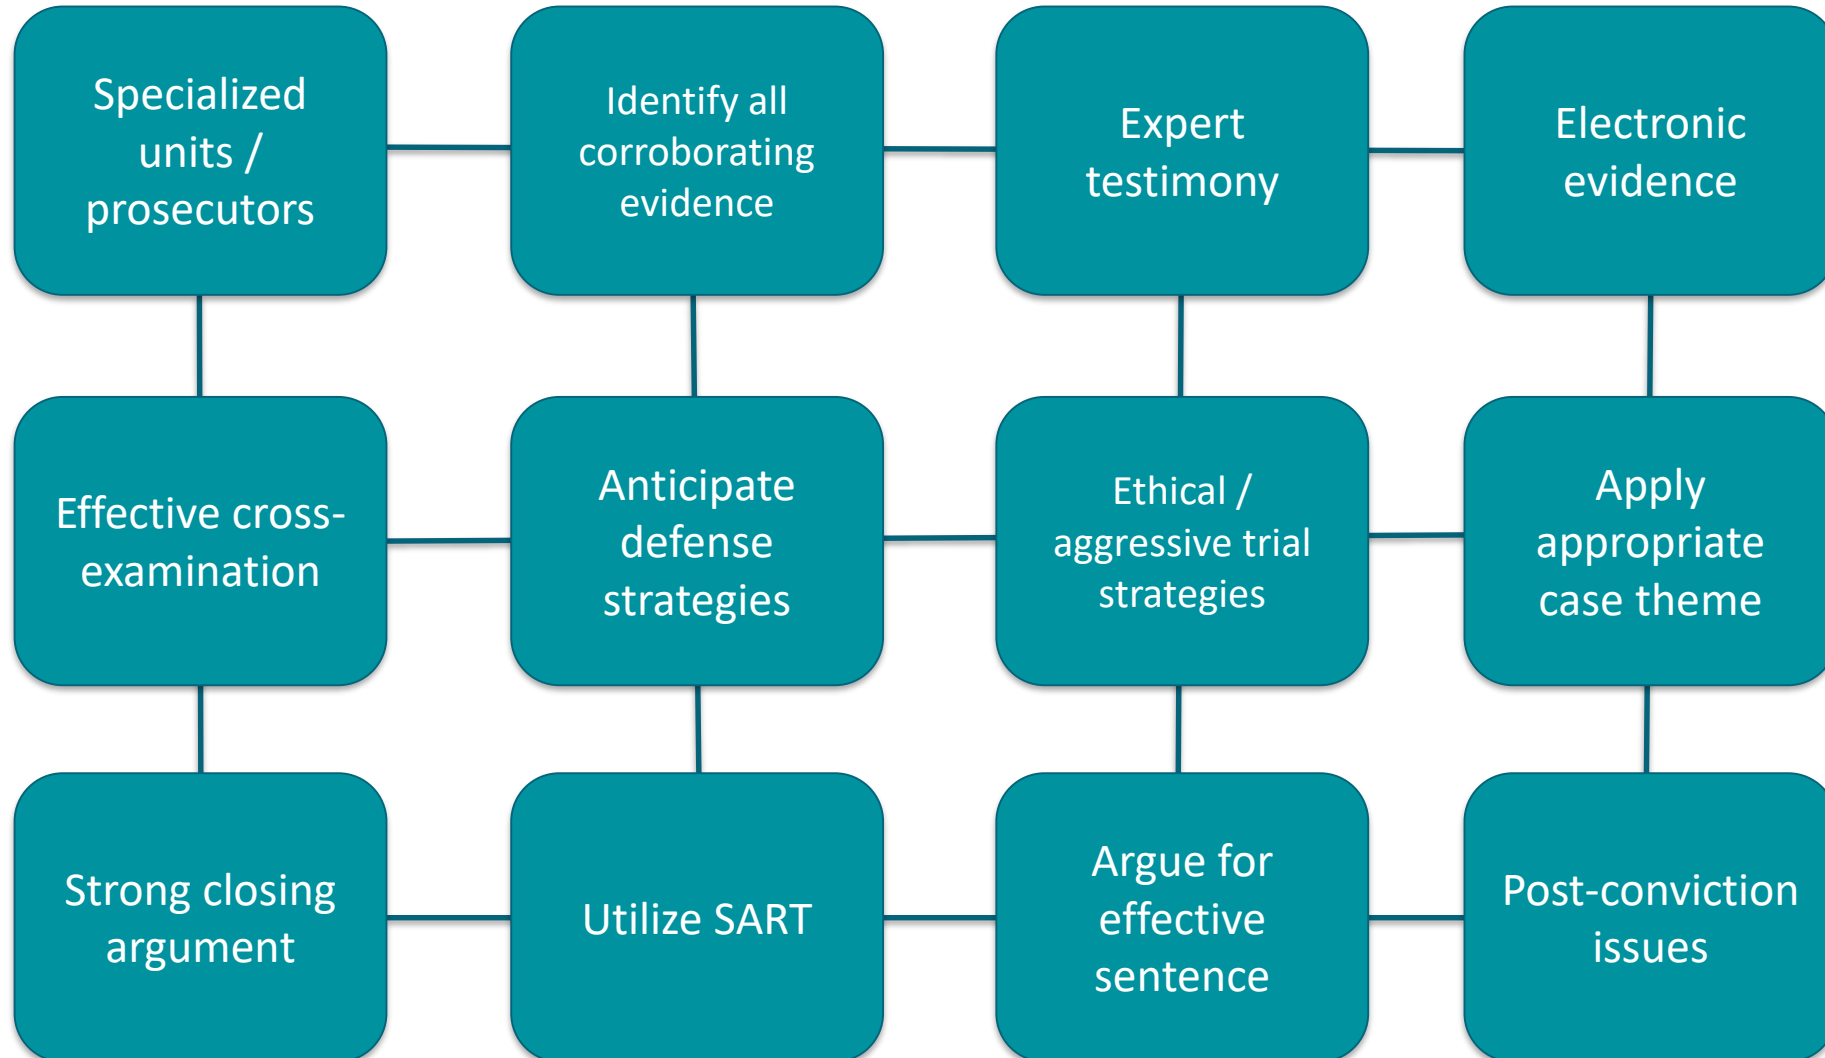 Specialized
units /
prosecutors
Identify all
corroborating
evidence
Expert
testimony
Electronic
evidence
Effective cross-
examination
Anticipate
defense
strategies
Ethical /
aggressive trial
strategies
Apply
appropriate
case theme
Strong closing
argument
Utilize SART
Argue for
effective
sentence
Post-conviction
issues